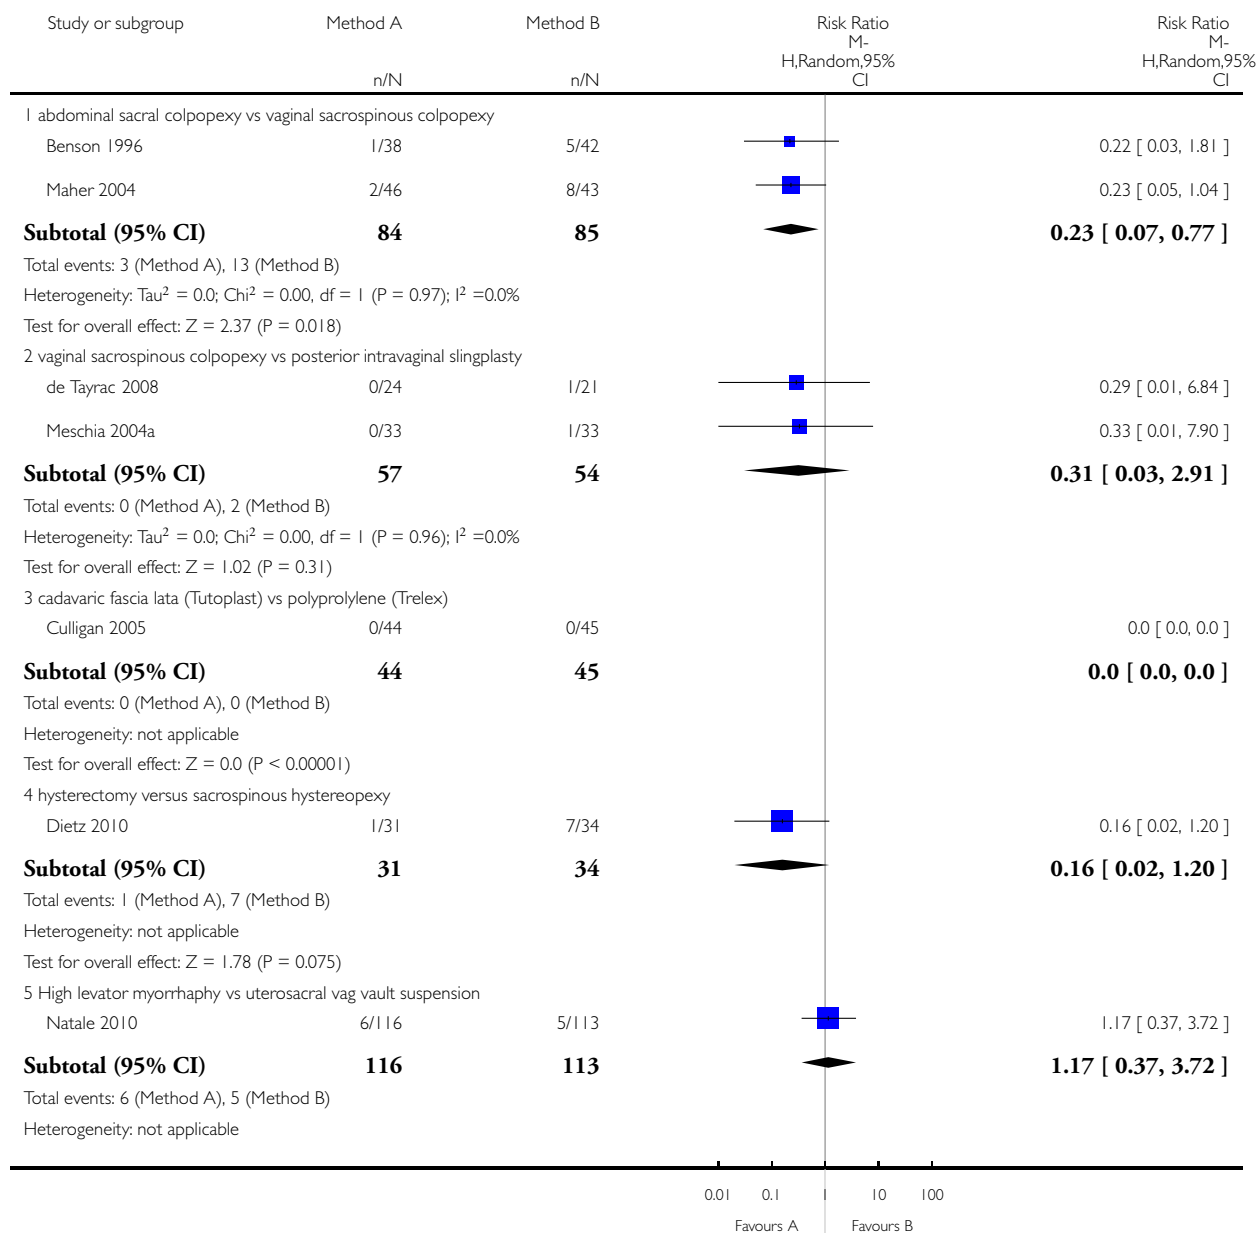 Study or subgroup Method A Method B Risk Ratio Risk Ratio
M- M-
H,Random,95% H,Random,95%
n/N n/N CI CI
1 abdominal sacral colpopexy vs vaginal sacrospinous colpopexy
Benson 1996 1/38 5/42 0.22 [ 0.03, 1.81 ]
Maher 2004 2/46 8/43 0.23 [ 0.05, 1.04 ]
Subtotal (95% CI) 84 85 0.23 [ 0.07, 0.77 ]
Total events: 3 (Method A), 13 (Method B)
Heterogeneity: Tau² = 0.0; Chi² = 0.00, df = 1 (P = 0.97); I² =0.0%
Test for overall effect: Z = 2.37 (P = 0.018)
2 vaginal sacrospinous colpopexy vs posterior intravaginal slingplasty
de Tayrac 2008 0/24 1/21 0.29 [ 0.01, 6.84 ]
Meschia 2004a 0/33 1/33 0.33 [ 0.01, 7.90 ]
Subtotal (95% CI) 57 54 0.31 [ 0.03, 2.91 ]
Total events: 0 (Method A), 2 (Method B)
Heterogeneity: Tau² = 0.0; Chi² = 0.00, df = 1 (P = 0.96); I² =0.0%
Test for overall effect: Z = 1.02 (P = 0.31)
3 cadavaric fascia lata (Tutoplast) vs polyprolylene (Trelex)
Culligan 2005 0/44 0/45 0.0 [ 0.0, 0.0 ]
Subtotal (95% CI) 44 45 0.0 [ 0.0, 0.0 ]
Total events: 0 (Method A), 0 (Method B)
Heterogeneity: not applicable
Test for overall effect: Z = 0.0 (P < 0.00001)
4 hysterectomy versus sacrospinous hystereopexy
Dietz 2010 1/31 7/34 0.16 [ 0.02, 1.20 ]
Subtotal (95% CI) 31 34 0.16 [ 0.02, 1.20 ]
Total events: 1 (Method A), 7 (Method B)
Heterogeneity: not applicable
Test for overall effect: Z = 1.78 (P = 0.075)
5 High levator myorrhaphy vs uterosacral vag vault suspension
Natale 2010 6/116 5/113 1.17 [ 0.37, 3.72 ]
Subtotal (95% CI) 116 113 1.17 [ 0.37, 3.72 ]
Total events: 6 (Method A), 5 (Method B)
Heterogeneity: not applicable
0.01 0.1 1 10 100
Favours A Favours B